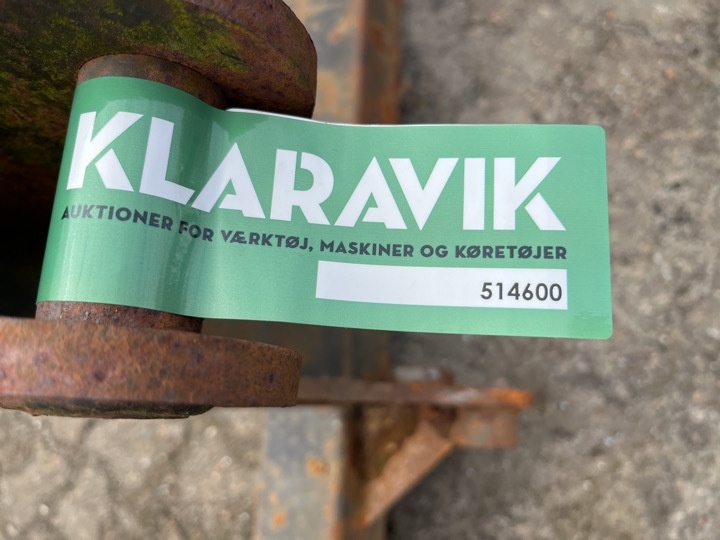 KLARAVIK
AUKTIONER FOR VÆRKTØJ, MASKINER OG KØRETØJER
514600